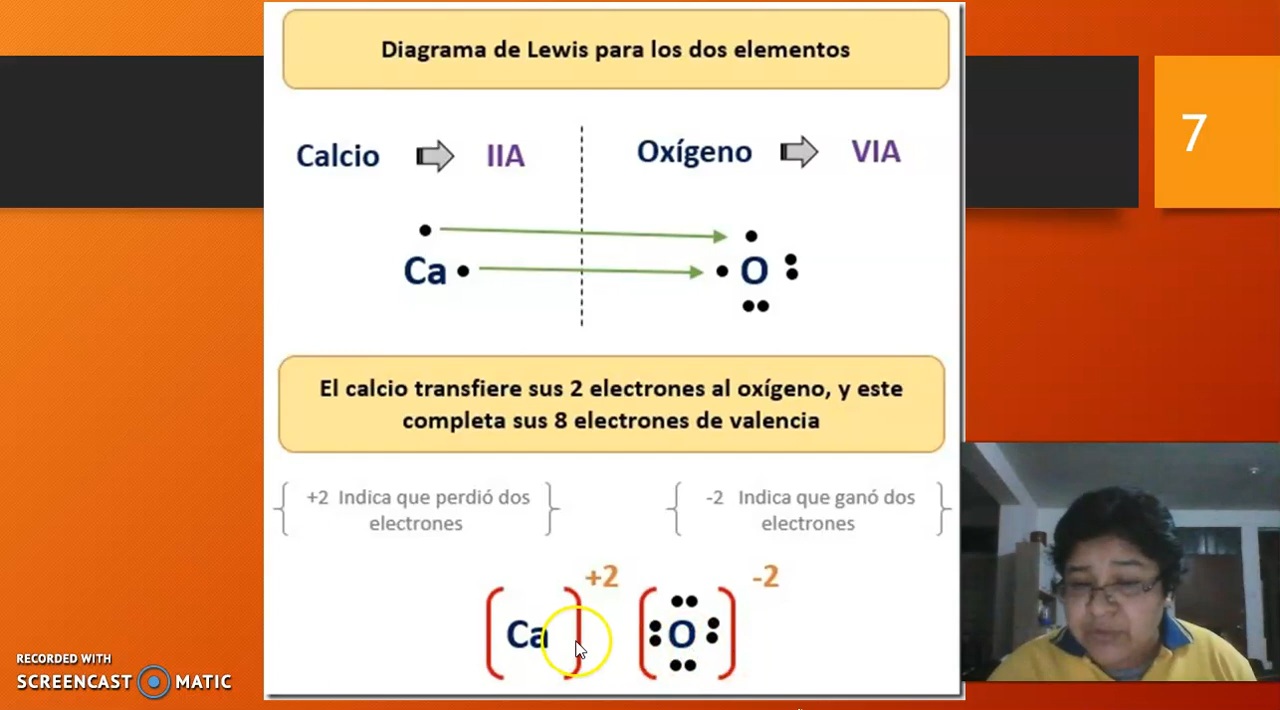 Diagrama de Lewis para los dos elementos
7
Calcio IIA
Oxígeno VIA
Ca O
El calcio transfiere sus 2 electrones al oxígeno, y este
completa sus 8 electrones de valencia
+2 Indica que perdió dos
electrones
-2 Indica que ganó dos
electrones
Ca +2 O -2
RECORDED WITH
SCREENCAST MATIC